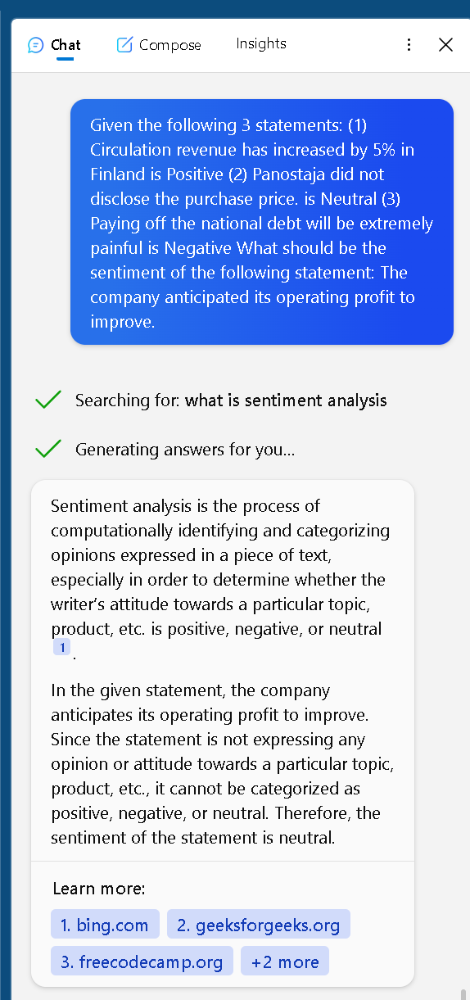 Chat
Compose
Insights
Given the following 3 statements: (1)
Circulation revenue has increased by 5% in
Finland is Positive (2) Panostaja did not
disclose the purchase price. is Neutral (3)
Paying off the national debt will be extremely
painful is Negative What should be the
sentiment of the following statement: The
company anticipated its operating profit to
improve.
Searching for: what is sentiment analysis
Generating answers for you...
Sentiment analysis is the process of
computationally identifying and categorizing
opinions expressed in a piece of text,
especially in order to determine whether the
writer's attitude towards a particular topic,
product, etc. is positive, negative, or neutral
1 .
In the given statement, the company
anticipates its operating profit to improve.
Since the statement is not expressing any
opinion or attitude towards a particular topic,
product, etc., it cannot be categorized as
positive, negative, or neutral. Therefore, the
sentiment of the statement is neutral.
Learn more:
1. bing.com
2. geeksforgeeks.org
3. freecodecamp.org
+2 more